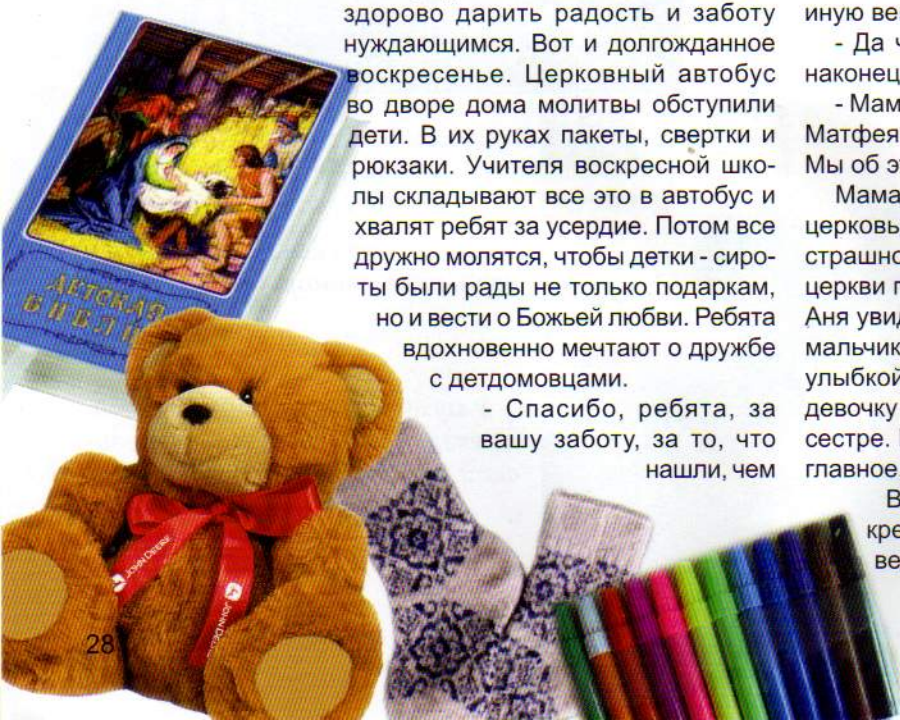 здорово дарить радость и заботу
нуждающимся. Вот и долгожданное
воскресенье. Церковный автобус
во дворе дома молитвы обступили
дети. В их руках пакеты, свертки и
рюкзаки. Учителя воскресной шко-
лы складывают все это в автобус и
хвалят ребят за усердие. Потом все
дружно молятся, чтобы детки - сиро-
ты были рады не только подаркам,
но и вести о Божьей любви. Ребята
вдохновенно мечтают о дружбе
с детдомовцами.
- Спасибо, ребята, за
вашу заботу, за то, что
нашли, чем
иную ве
- Да ч
наконец
- Мам
Матфея
Мы об э
Мама
церковь
страшно
церкви п
Аня увид
мальчик
улыбкой
девочку
сестре.
главное
В
кре
ве
ДЕТСКАЯ
БИБЛИ
JOHN DEERE
JOHN DEERE
28